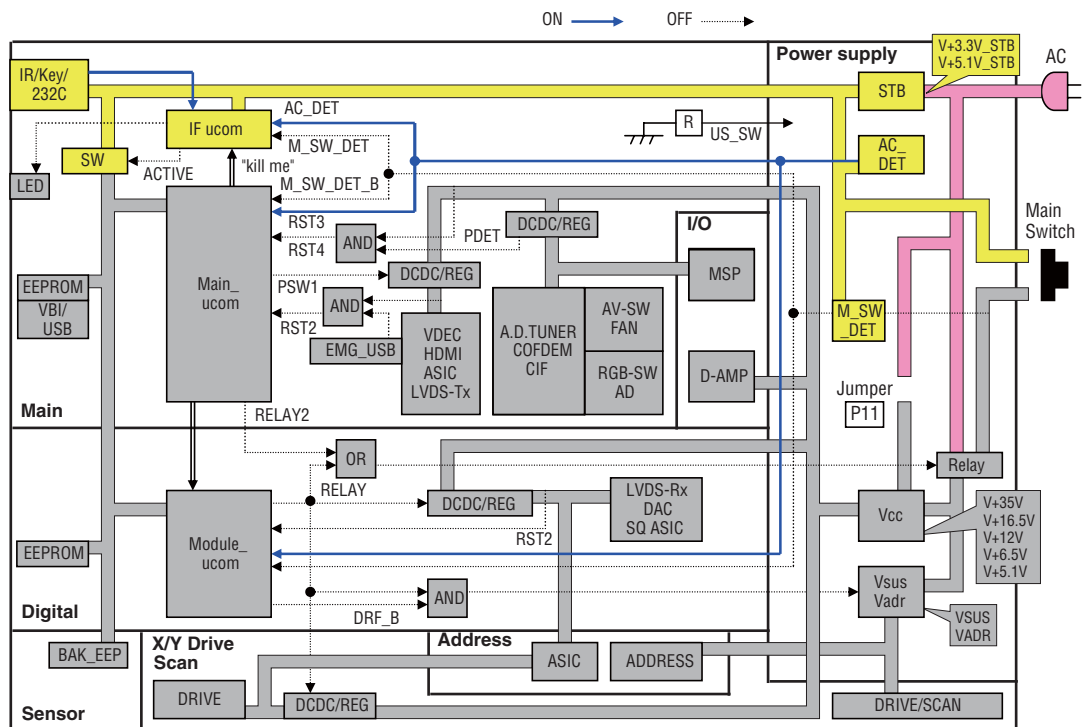 ON
OFF
Power supply
V+3.3V_STB
V+5.1V_STB
AC
IR/Key/
232C
STB
AC_DET
R
US_SW
IF ucom
M_SW_DET
SW
"kill me"
AC_
DET
ACTIVE
LED
M_SW_DET_B
Main
Switch
RST3
I/O
AND
PDET
DCDC/REG
RST4
MSP
Main_
ucom
DCDC/REG
EEPROM
PSW1
AV-SW
FAN
VBI/
USB
AND
M_SW
_DET
RST2
VDEC
HDMI
ASIC
LVDS-Tx
A.D.TUNER
COFDEM
CIF
EMG_USB
RGB-SW
AD
D-AMP
Jumper
P11
Main
RELAY2
OR
Relay
RELAY
DCDC/REG
LVDS-Rx
DAC
SQ ASIC
Vcc
V+35V
V+16.5V
V+12V
V+6.5V
V+5.1V
RST2
EEPROM
Module_
ucom
Vsus
Vadr
AND
DRF_B
Digital
VSUS
VADR
X/Y Drive
Scan
Address
BAK_EEP
ASIC
ADDRESS
DRIVE
DCDC/REG
DRIVE/SCAN
Sensor